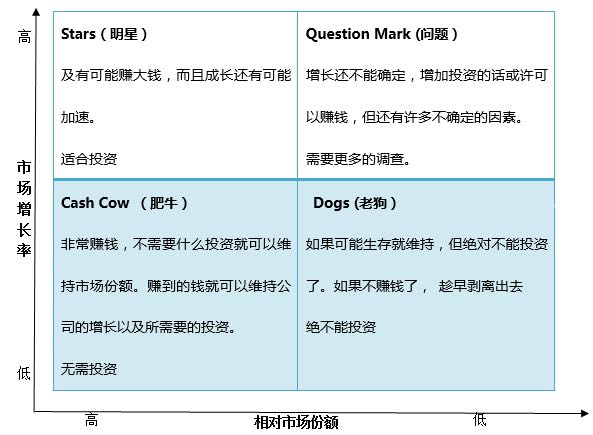 高
Stars ( 明星 )
及有可能赚大钱，而且成长还有可能
加速。
适合投资
Question Mark (问题 )
增长还不能确定，增加投资的话或许可
以赚钱，但还有许多不确定的因素。
需要更多的调查。
市场增长率
Cash Cow （肥牛）
非常赚钱，不需要什么投资就可以维
持市场份额。赚到的钱就可以维持公
司的增长以及所需要的投资。
无需投资
Dogs (老狗 )
如果可能生存就维持，但绝对不能投资
了。如果不赚钱了， 趁早剥离出去
绝不能投资
低
高
相对市场份额
低